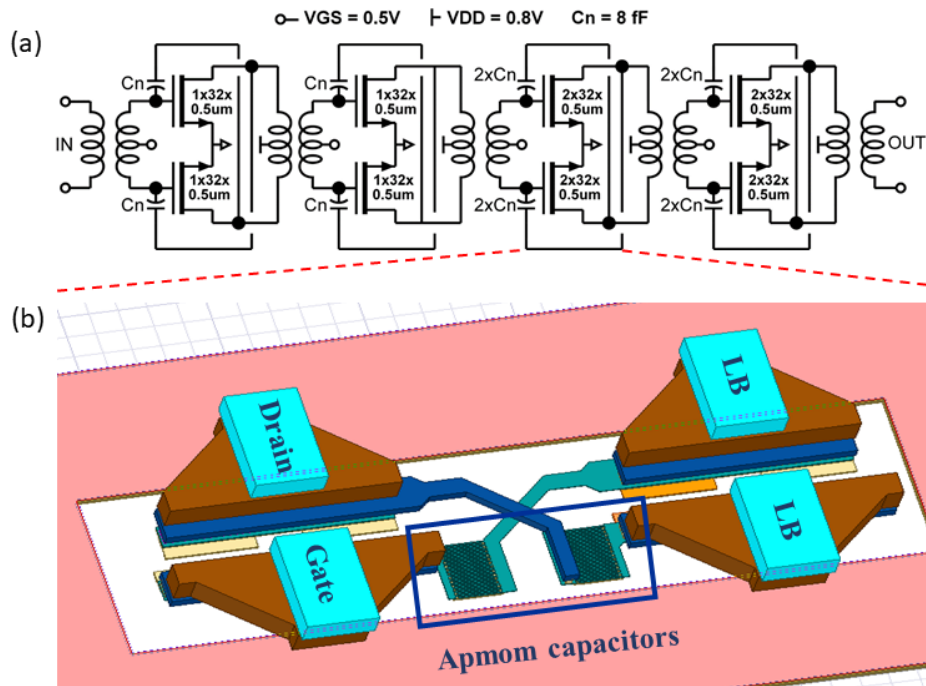 VGS = 0.5V VDD = 0.8V Cn = 8 fF
(a)
Cn Cn 2xCn 2xCn
1x32x 1x32x 2x32x 2x32x
0.5um 0.5um 0.5um 0.5um
IN OUT
1x32x 1x32x 2x32x 2x32x
0.5um 0.5um 0.5um 0.5um
Cn Cn 2xCn 2xCn
(b)
Drain LB
Gate LB
Apmom capacitors